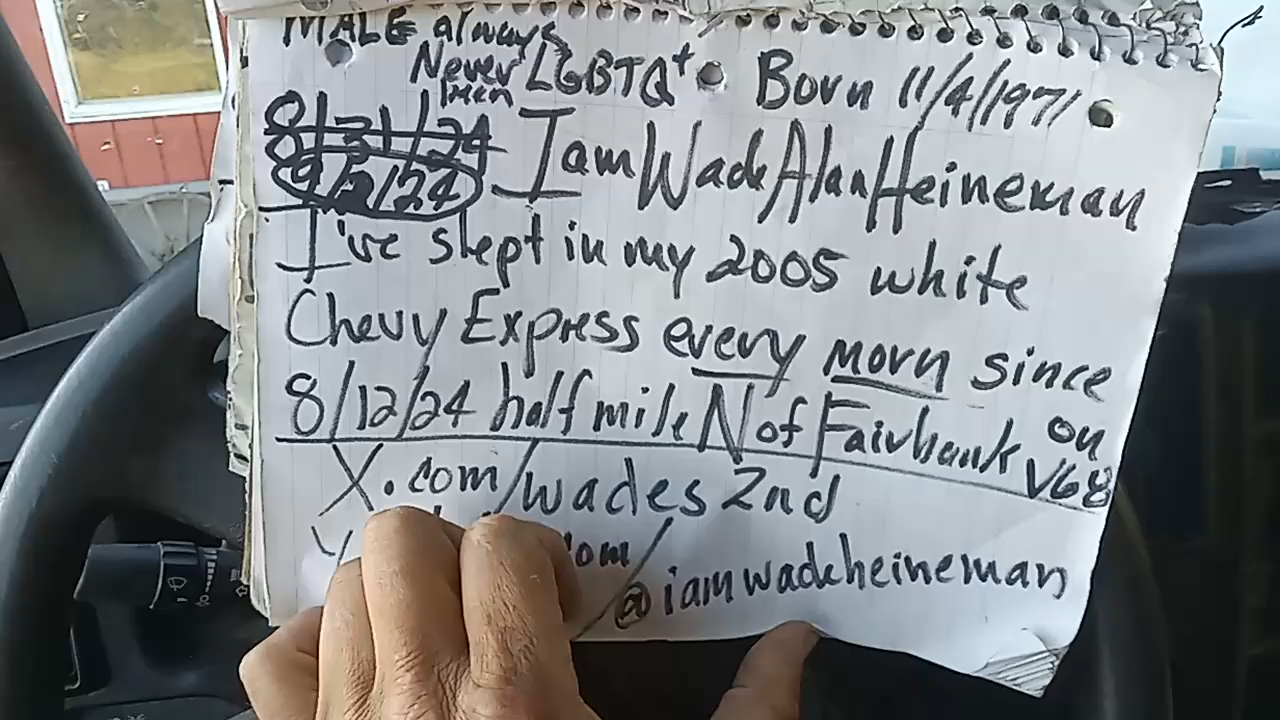 MALE always
Never been LGBTQ+ Born 11/4/1971
8/31/24
9/2/24 I am Wade Alan Heineman
I've slept in my 2005 white
Chevy Express every morn since
8/12/24 half mile N of Fairbank on V68
X.com/wades2nd
om/@iamwadeheineman